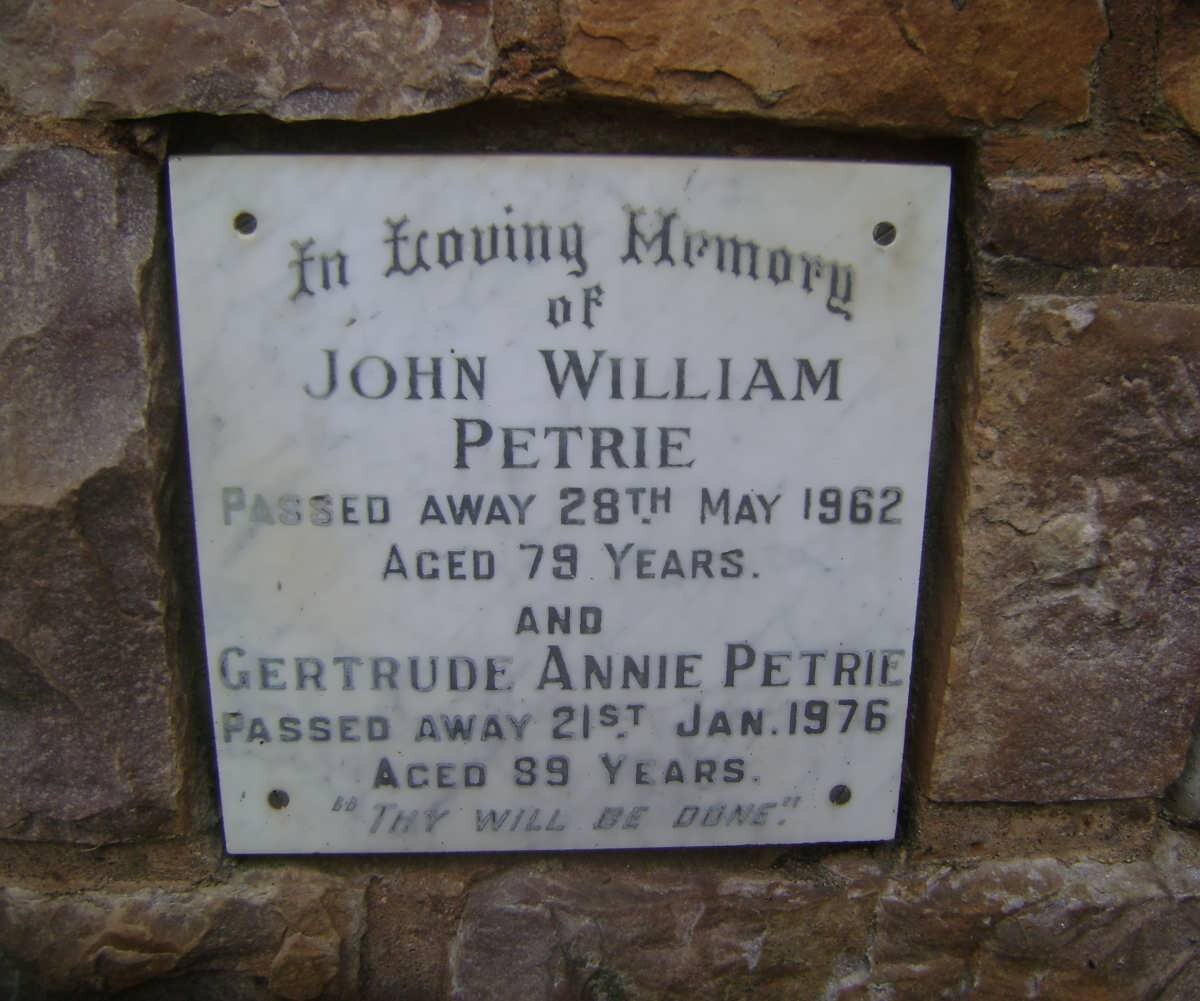 In Loving Memory
of
JOHN WILLIAM
PETRIE
PASSED AWAY 28TH. MAY 1962
AGED 79 YEARS.
AND
GERTRUDE ANNIE PETRIE
PASSED AWAY 21ST. JAN. 1976
AGED 89 YEARS.
"THY WILL BE DONE."